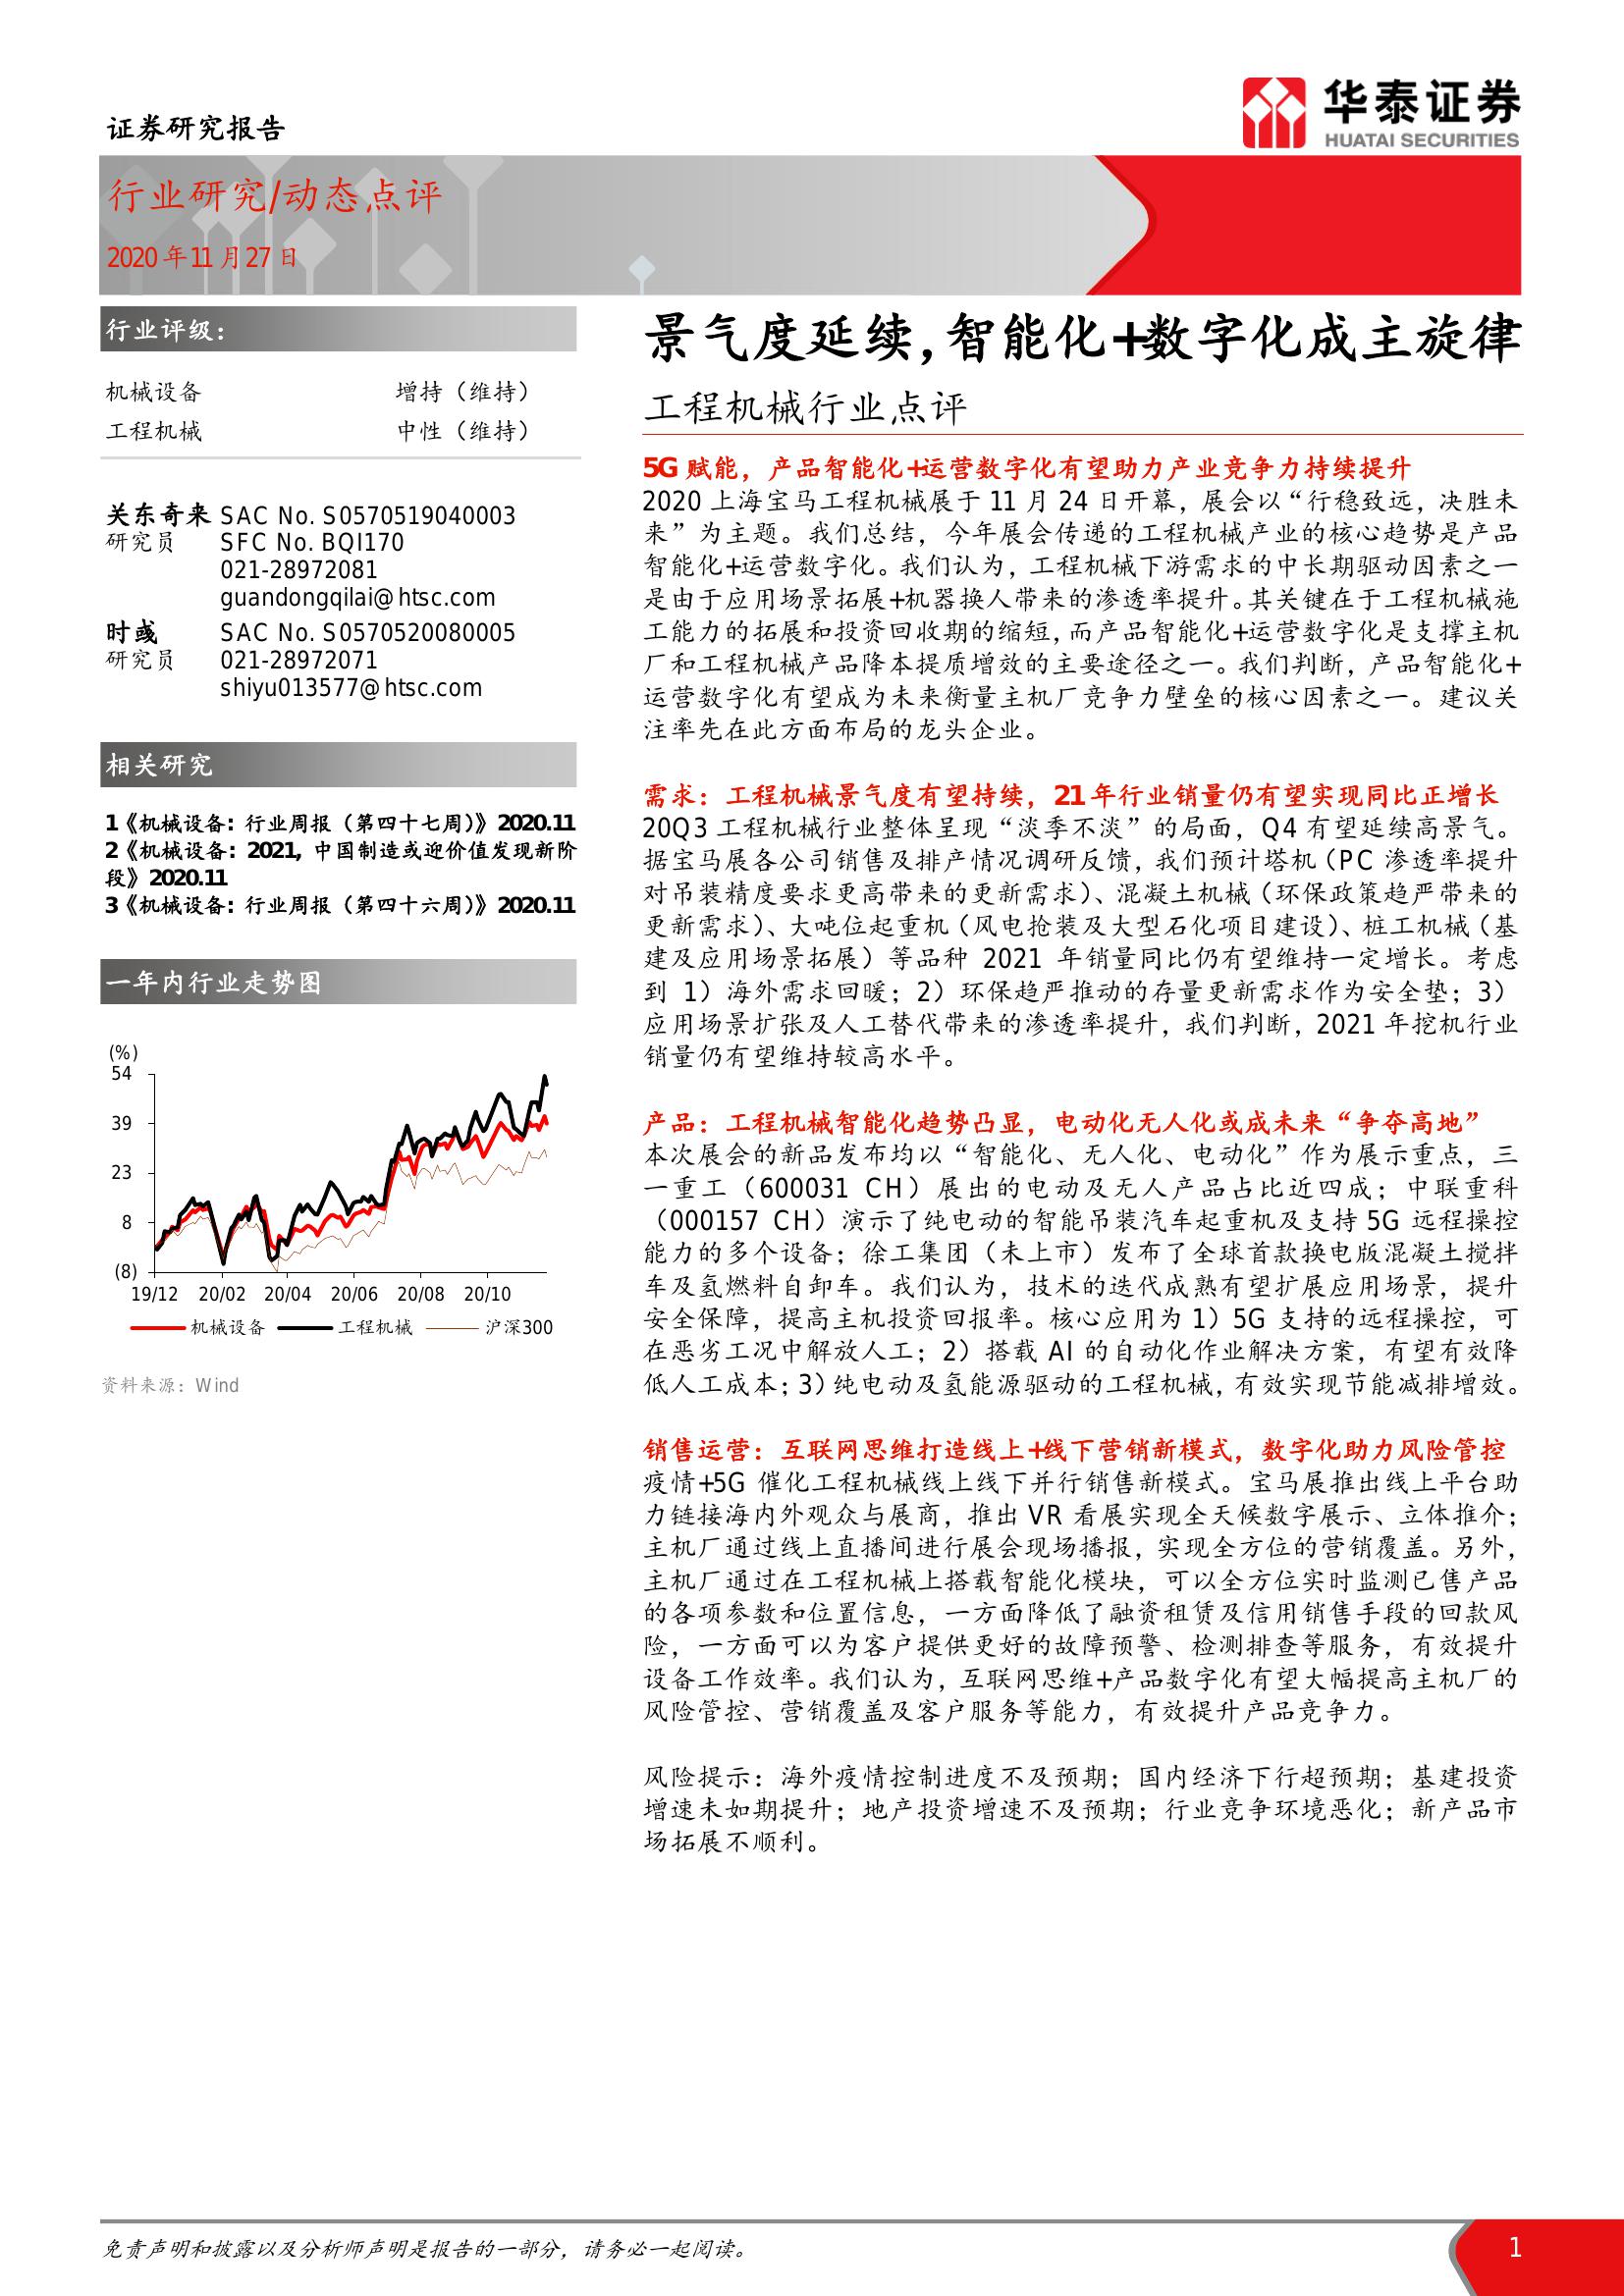 证券研究报告
华泰证券
HUATAI SECURITIES
行业研究/动态点评
2020年11月27日
行业评级：
机械设备 增持（维持）
工程机械 中性（维持）
关东奇来 SAC No. S0570519040003
研究员 SFC No. BQI170
021-28972081
guandongqilai@htsc.com
时彧 SAC No. S0570520080005
研究员 021-28972071
shiyu013577@htsc.com
相关研究
1《机械设备：行业周报（第四十七周）》2020.11
2《机械设备：2021，中国制造或迎价值发现新阶
段》2020.11
3《机械设备：行业周报（第四十六周）》2020.11
一年内行业走势图
(%)
54
39
23
8
(8)
19/12 20/02 20/04 20/06 20/08 20/10
机械设备 工程机械 沪深300
资料来源：Wind
景气度延续，智能化+数字化成主旋律
工程机械行业点评
5G 赋能，产品智能化+运营数字化有望助力产业竞争力持续提升
2020 上海宝马工程机械展于 11 月 24 日开幕，展会以“行稳致远，决胜未
来”为主题。我们总结，今年展会传递的工程机械产业的核心趋势是产品
智能化+运营数字化。我们认为，工程机械下游需求的中长期驱动因素之一
是由于应用场景拓展+机器换人带来的渗透率提升。其关键在于工程机械施
工能力的拓展和投资回收期的缩短，而产品智能化+运营数字化是支撑主机
厂和工程机械产品降本提质增效的主要途径之一。我们判断，产品智能化+
运营数字化有望成为未来衡量主机厂竞争力壁垒的核心因素之一。建议关
注率先在此方面布局的龙头企业。
需求：工程机械景气度有望持续，21 年行业销量仍有望实现同比正增长
20Q3 工程机械行业整体呈现“淡季不淡”的局面，Q4 有望延续高景气。
据宝马展各公司销售及排产情况调研反馈，我们预计塔机（PC 渗透率提升
对吊装精度要求更高带来的更新需求）、混凝土机械（环保政策趋严带来的
更新需求）、大吨位起重机（风电抢装及大型石化项目建设）、桩工机械（基
建及应用场景拓展）等品种 2021 年销量同比仍有望维持一定增长。考虑
到 1）海外需求回暖；2）环保趋严推动的存量更新需求作为安全垫；3）
应用场景扩张及人工替代带来的渗透率提升，我们判断，2021 年挖机行业
销量仍有望维持较高水平。
产品：工程机械智能化趋势凸显，电动化无人化或成未来“争夺高地”
本次展会的新品发布均以“智能化、无人化、电动化”作为展示重点，三
一重工（600031 CH）展出的电动及无人产品占比近四成；中联重科
（000157 CH）演示了纯电动的智能吊装汽车起重机及支持 5G 远程操控
能力的多个设备；徐工集团（未上市）发布了全球首款换电版混凝土搅拌
车及氢燃料自卸车。我们认为，技术的迭代成熟有望扩展应用场景，提升
安全保障，提高主机投资回报率。核心应用为 1）5G 支持的远程操控，可
在恶劣工况中解放人工；2）搭载 AI 的自动化作业解决方案，有望有效降
低人工成本；3）纯电动及氢能源驱动的工程机械，有效实现节能减排增效。
销售运营：互联网思维打造线上+线下营销新模式，数字化助力风险管控
疫情+5G 催化工程机械线上线下并行销售新模式。宝马展推出线上平台助
力链接海内外观众与展商，推出 VR 看展实现全天候数字展示、立体推介；
主机厂通过线上直播间进行展会现场播报，实现全方位的营销覆盖。另外，
主机厂通过在工程机械上搭载智能化模块，可以全方位实时监测已售产品
的各项参数和位置信息，一方面降低了融资租赁及信用销售手段的回款风
险，一方面可以为客户提供更好的故障预警、检测排查等服务，有效提升
设备工作效率。我们认为，互联网思维+产品数字化有望大幅提高主机厂的
风险管控、营销覆盖及客户服务等能力，有效提升产品竞争力。
风险提示：海外疫情控制进度不及预期；国内经济下行超预期；基建投资
增速未如期提升；地产投资增速不及预期；行业竞争环境恶化；新产品市
场拓展不顺利。
免责声明和披露以及分析师声明是报告的一部分，请务必一起阅读。
1